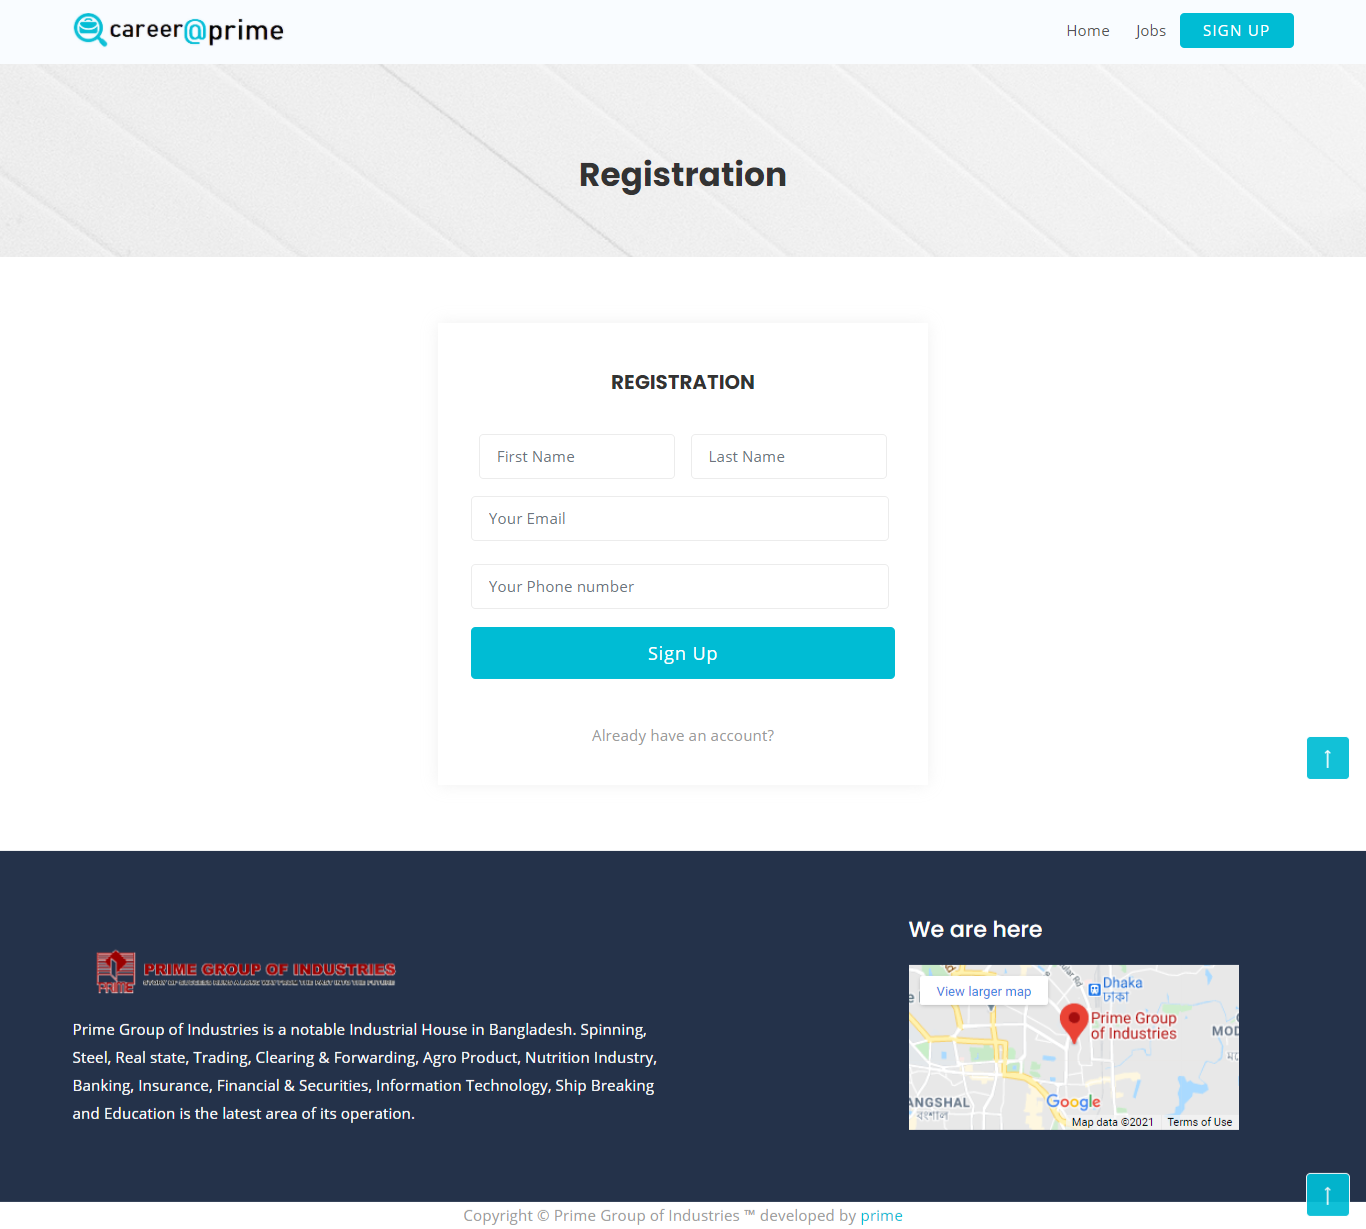 career@prime
Home Jobs SIGN UP
Registration
REGISTRATION
First Name Last Name
Your Email
Your Phone number
Sign Up
Already have an account?
We are here
PRIME PRIME GROUP OF INDUSTRIES
Prime Group of Industries is a notable Industrial House in Bangladesh. Spinning,
Steel, Real state, Trading, Clearing & Forwarding, Agro Product, Nutrition Industry,
Banking, Insurance, Financial & Securities, Information Technology, Ship Breaking
and Education is the latest area of its operation.
View larger map
Dhaka
ঢাকা
Prime Group
of Industries
ANGSHAL
বংশাল
Google
Map data ©2021 Terms of Use
Copyright © Prime Group of Industries ™ developed by prime